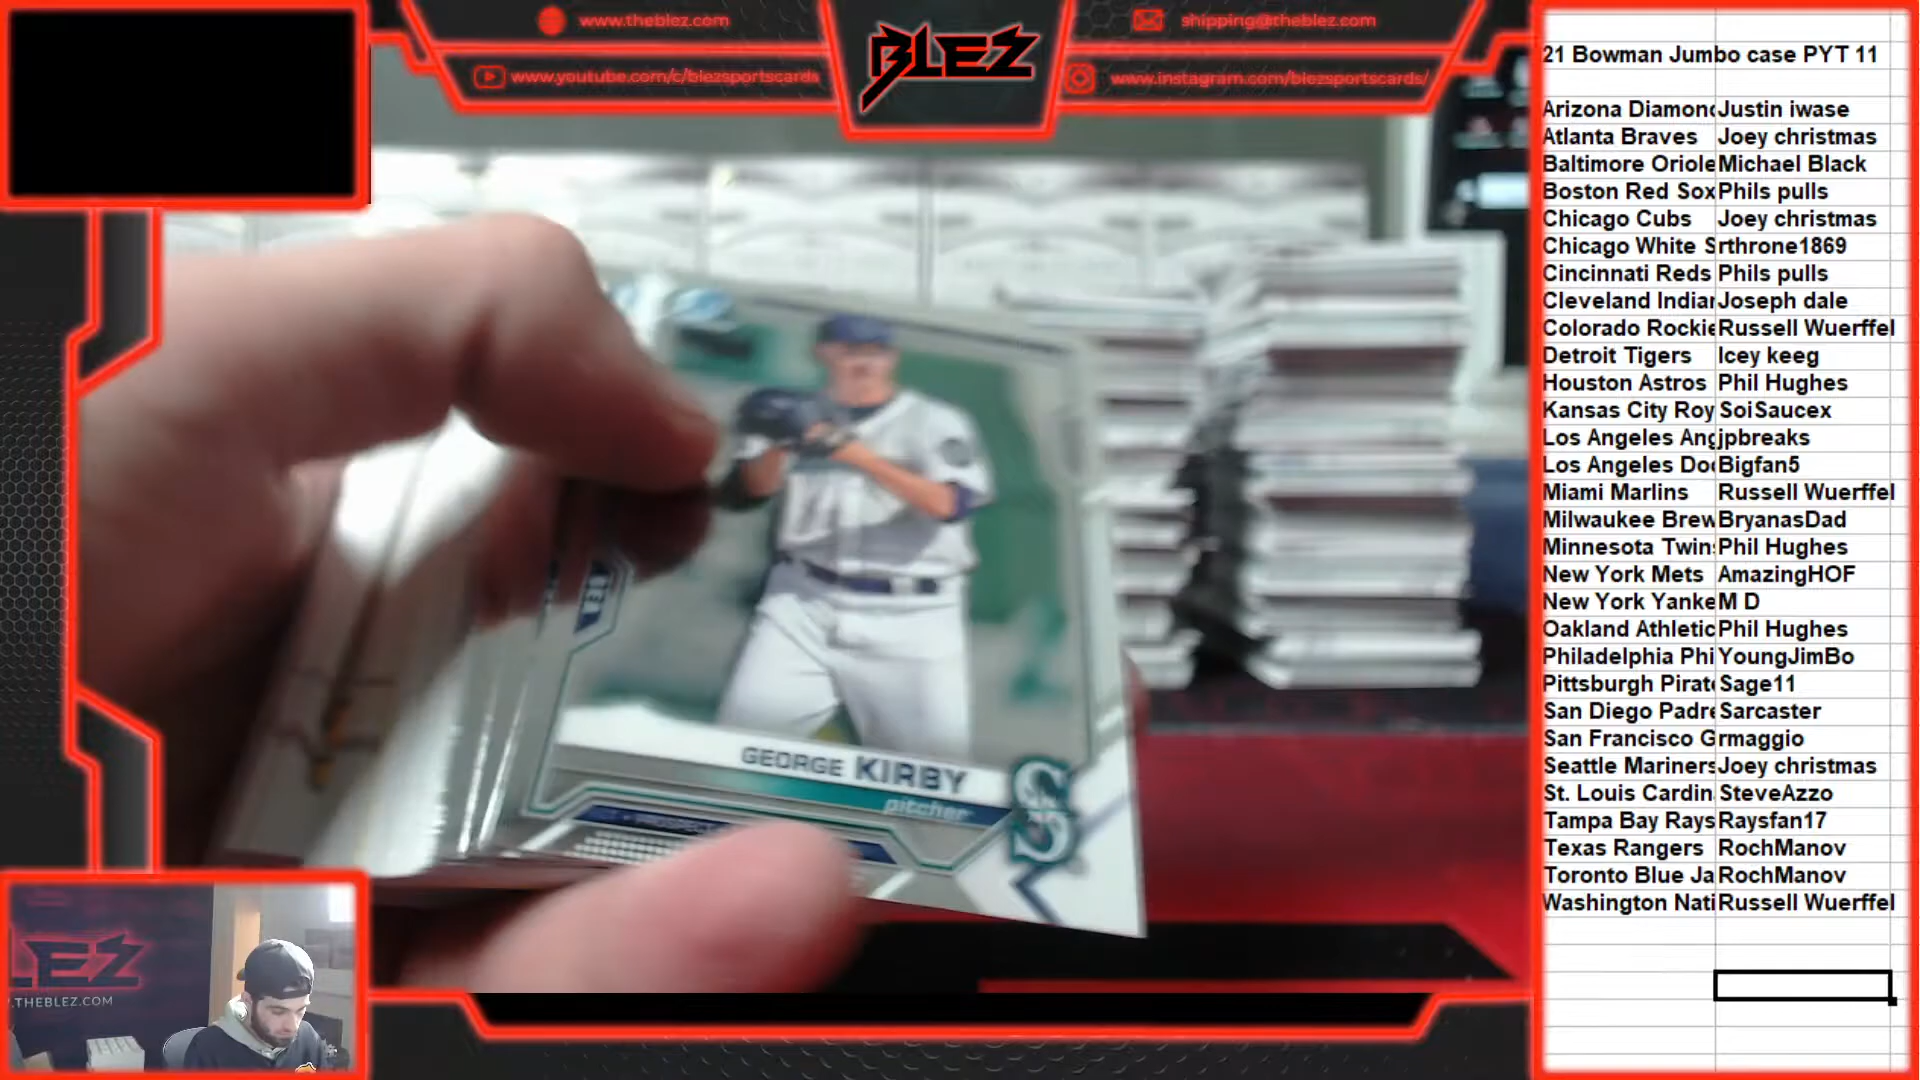 www.theblez.com
www.youtube.com/c/blezsportscards
BLEZ
shipping@theblez.com
www.instagram.com/blezsportscards/
21 Bowman Jumbo case PYT 11
Arizona Diamon Justin iwase
Atlanta Braves Joey christmas
Baltimore Oriole Michael Black
Boston Red Sox Phils pulls
Chicago Cubs Joey christmas
Chicago White S rthrone1869
Cincinnati Reds Phils pulls
Cleveland Indian Joseph dale
Colorado Rockie Russell Wuerffel
Detroit Tigers Icey keeg
Houston Astros Phil Hughes
Kansas City Roy SoiSaucex
Los Angeles Ang jpbreaks
Los Angeles Do Bigfan5
Miami Marlins Russell Wuerffel
Milwaukee Brew BryanasDad
Minnesota Twins Phil Hughes
New York Mets AmazingHOF
New York Yanke M D
Oakland Athletic Phil Hughes
Philadelphia Phi YoungJimBo
Pittsburgh Pirate Sage11
San Diego Padre Sarcaster
San Francisco G rmaggio
Seattle Mariners Joey christmas
St. Louis Cardin SteveAzzo
Tampa Bay Rays Raysfan17
Texas Rangers RochManov
Toronto Blue Ja RochManov
Washington Nati Russell Wuerffel
SEA
GEORGE KIRBY
pitcher
S
LEZ
.THEBLEZ.COM